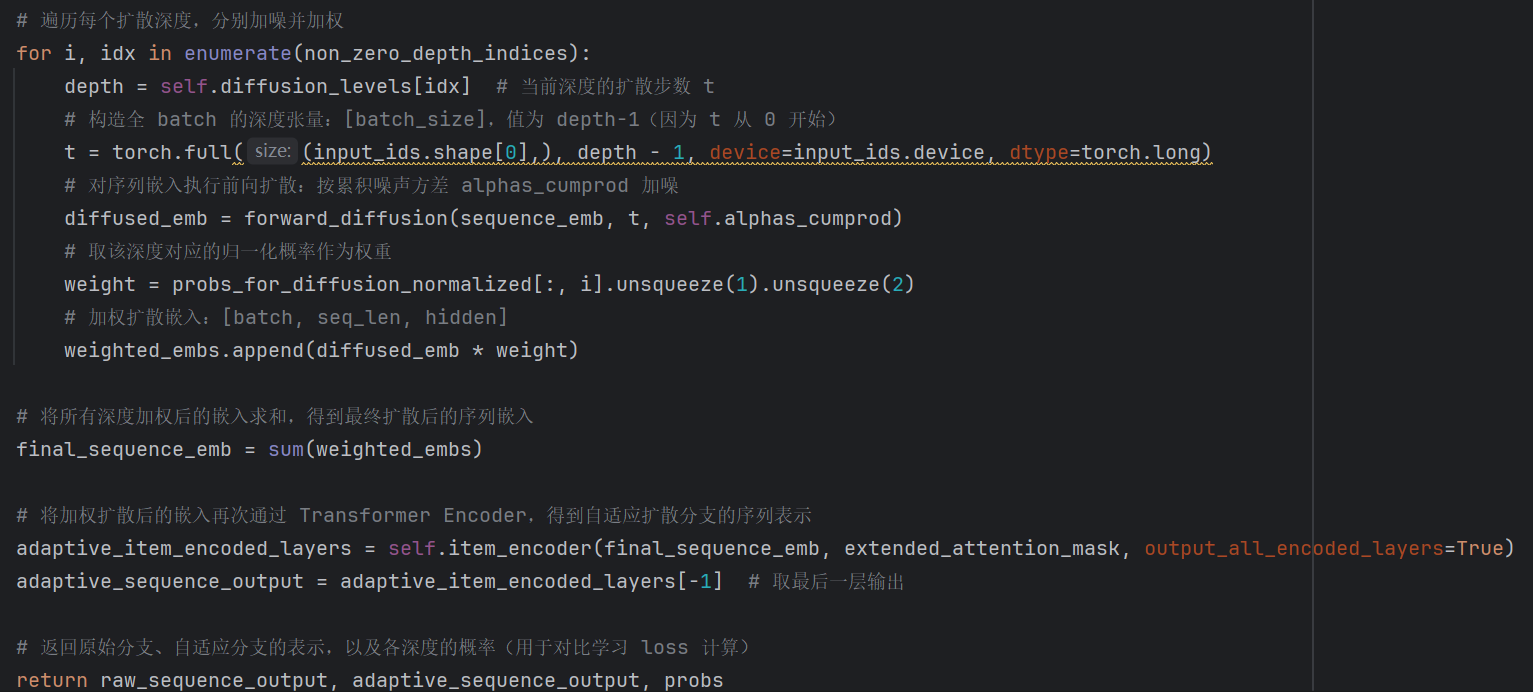 # 遍历每个扩散深度，分别加噪并加权
for i, idx in enumerate(non_zero_depth_indices):
    depth = self.diffusion_levels[idx]  # 当前深度的扩散步数 t
    # 构造全 batch 的深度张量：[batch_size]，值为 depth-1（因为 t 从 0 开始）
    t = torch.full( size: (input_ids.shape[0],), depth - 1, device=input_ids.device, dtype=torch.long)
    # 对序列嵌入执行前向扩散：按累积噪声方差 alphas_cumprod 加噪
    diffused_emb = forward_diffusion(sequence_emb, t, self.alphas_cumprod)
    # 取该深度对应的归一化概率作为权重
    weight = probs_for_diffusion_normalized[:, i].unsqueeze(1).unsqueeze(2)
    # 加权扩散嵌入：[batch, seq_len, hidden]
    weighted_embs.append(diffused_emb * weight)
# 将所有深度加权后的嵌入求和，得到最终扩散后的序列嵌入
final_sequence_emb = sum(weighted_embs)
# 将加权扩散后的嵌入再次通过 Transformer Encoder，得到自适应扩散分支的序列表示
adaptive_item_encoded_layers = self.item_encoder(final_sequence_emb, extended_attention_mask, output_all_encoded_layers=True)
adaptive_sequence_output = adaptive_item_encoded_layers[-1]  # 取最后一层输出
# 返回原始分支、自适应分支的表示，以及各深度的概率（用于对比学习 loss 计算）
return raw_sequence_output, adaptive_sequence_output, probs